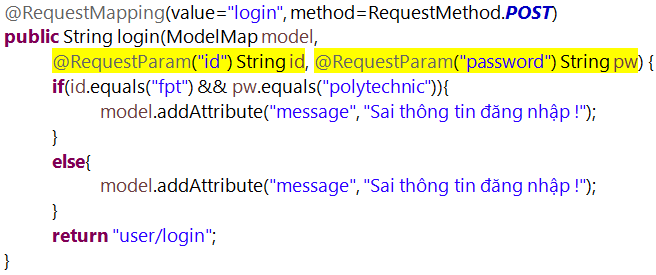 @RequestMapping(value="login", method=RequestMethod.POST)
public String login(ModelMap model,
@RequestParam("id") String id, @RequestParam("password") String pw) {
if(id.equals("fpt") && pw.equals("polytechnic")){
model.addAttribute("message", "Sai thông tin đăng nhập !");
}
else{
model.addAttribute("message", "Sai thông tin đăng nhập !");
}
return "user/login";
}